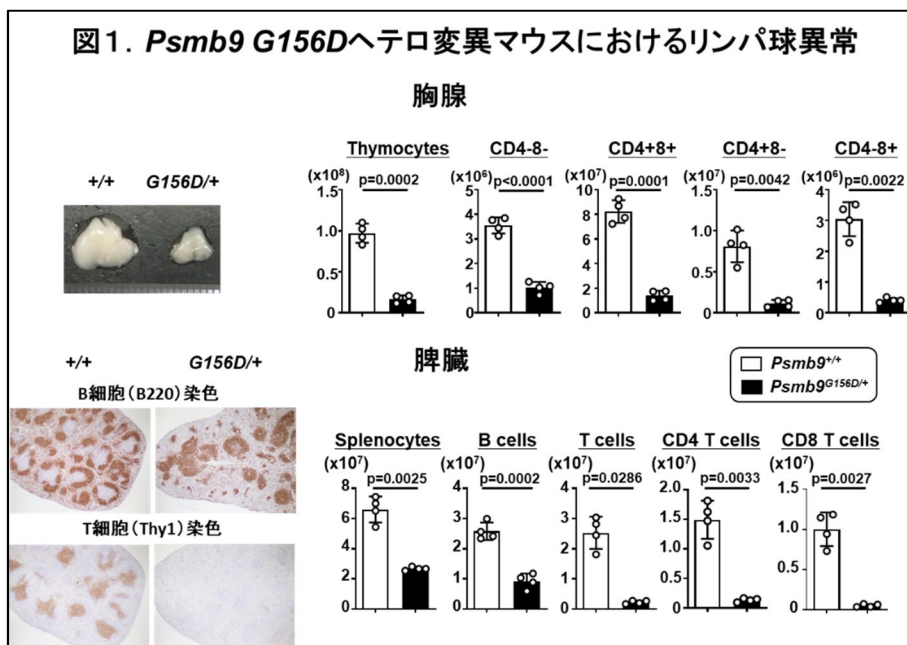 図1. Psmb9 G156Dヘテロ変異マウスにおけるリンパ球異常
胸腺
+/+ G156D/+
Thymocytes CD4-8- CD4+8+ CD4+8- CD4-8+
(x10⁸) (x10⁶) (x10⁷) (x10⁷) (x10⁶)
p=0.0002 p<0.0001 p=0.0001 p=0.0042 p=0.0022
1.5 5 10 1.5 4
1.0 4 8 1.0 3
3 6 2
0.5 2 4 0.5 1
1 2
0 0 0 0 0
脾臓
+/+ G156D/+
B細胞(B220)染色
T細胞(Thy1)染色
Psmb9+/+
Psmb9G156D/+
Splenocytes B cells T cells CD4 T cells CD8 T cells
(x10⁷) (x10⁷) (x10⁷) (x10⁷) (x10⁷)
p=0.0025 p=0.0002 p=0.0286 p=0.0033 p=0.0027
8 4 4 2.0 1.5
6 3 3 1.5 1.0
4 2 2 1.0
2 1 1 0.5 0.5
0 0 0 0 0